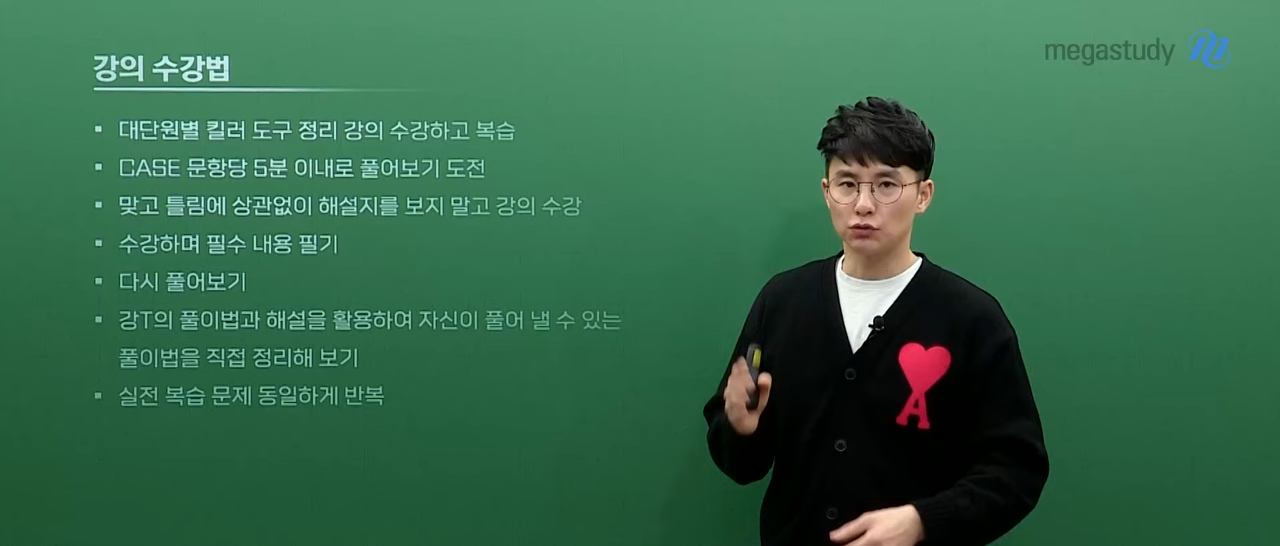 강의 수강법
megastudy
▪ 대단원별 킬러 도구 정리 강의 수강하고 복습
▪ CASE 문항당 5분 이내로 풀어보기 도전
▪ 맞고 틀림에 상관없이 해설지를 보지 말고 강의 수강
▪ 수강하며 필수 내용 필기
▪ 다시 풀어보기
▪ 강T의 풀이법과 해설을 활용하여 자신이 풀어 낼 수 있는
풀이법을 직접 정리해 보기
▪ 실전 복습 문제 동일하게 반복
A